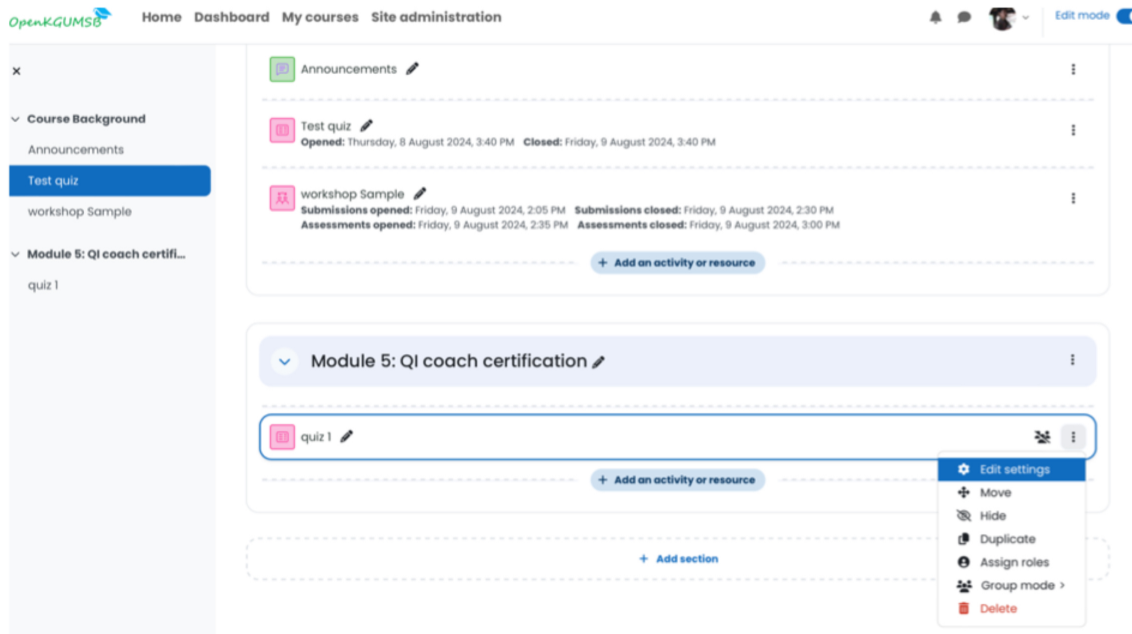 OpenKGUMSB
Home Dashboard My courses Site administration
Edit mode
Course Background
Announcements
Test quiz
workshop Sample
Module 5: QI coach certifi...
quiz 1
Announcements
Test quiz
Opened: Thursday, 8 August 2024, 3:40 PM Closed: Friday, 9 August 2024, 3:40 PM
workshop Sample
Submissions opened: Friday, 9 August 2024, 2:05 PM Submissions closed: Friday, 9 August 2024, 2:30 PM
Assessments opened: Friday, 9 August 2024, 2:35 PM Assessments closed: Friday, 9 August 2024, 3:00 PM
+ Add an activity or resource
Module 5: QI coach certification
quiz 1
+ Add an activity or resource
Edit settings
Move
Hide
Duplicate
Assign roles
Group mode >
Delete
+ Add section